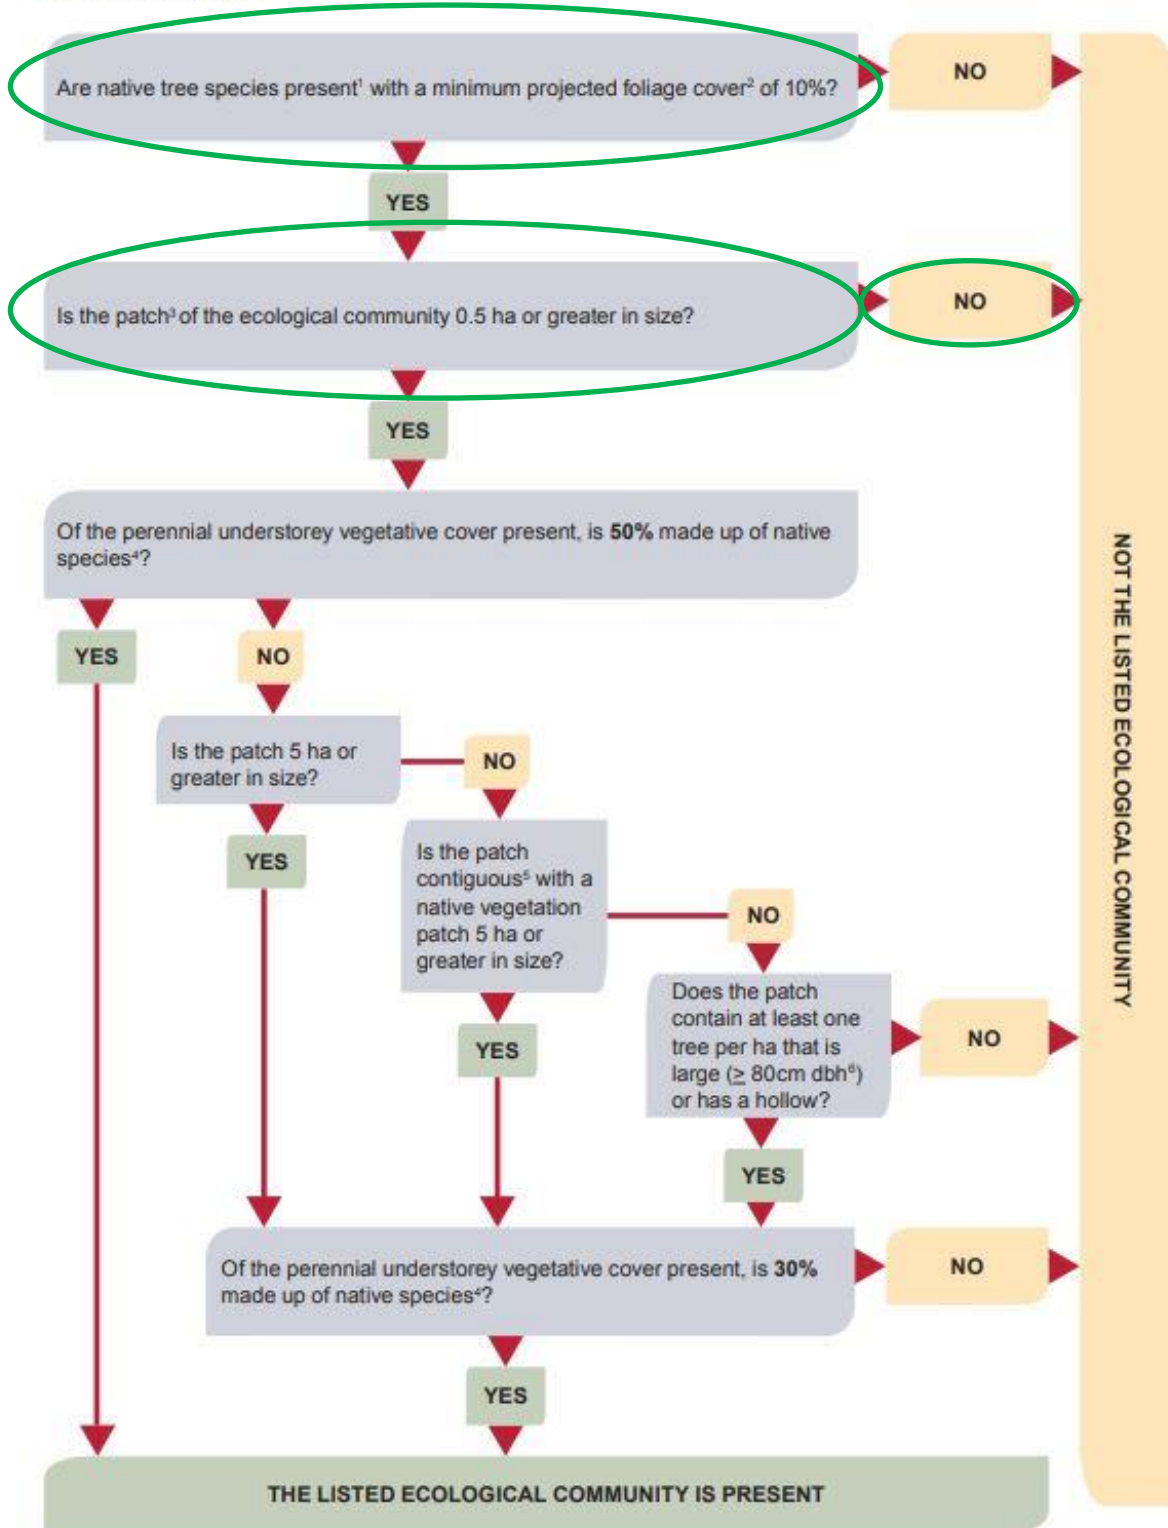 Are native tree species present¹ with a minimum projected foliage cover² of 10%?
NO
YES
Is the patch³ of the ecological community 0.5 ha or greater in size?
NO
YES
Of the perennial understorey vegetative cover present, is 50% made up of native
species⁴?
YES
NO
Is the patch 5 ha or
greater in size?
NO
YES
Is the patch
contiguous⁵ with a
native vegetation
patch 5 ha or
greater in size?
NO
YES
Does the patch
contain at least one
tree per ha that is
large (≥ 80cm dbh⁶)
or has a hollow?
NO
YES
Of the perennial understorey vegetative cover present, is 30%
made up of native species⁴?
NO
YES
THE LISTED ECOLOGICAL COMMUNITY IS PRESENT
NOT THE LISTED ECOLOGICAL COMMUNITY